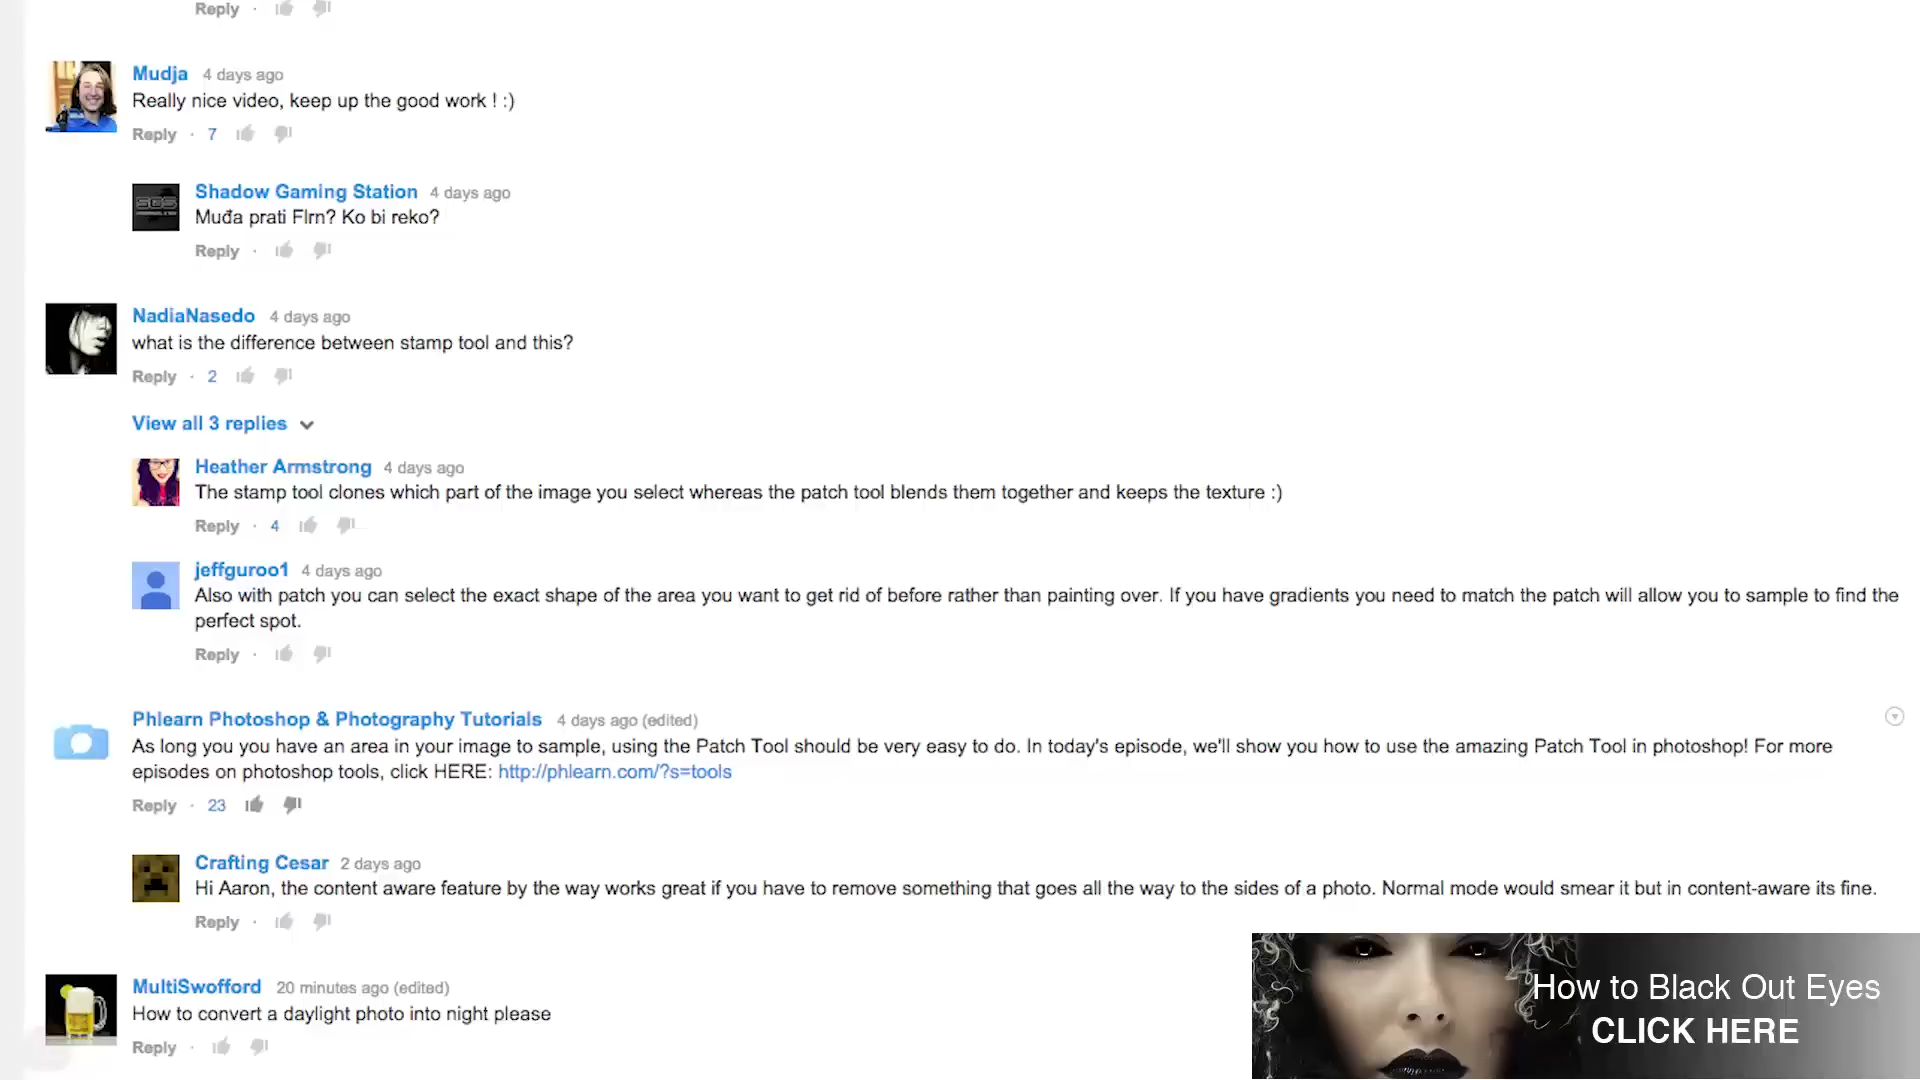 Reply ·
Mudja 4 days ago
Really nice video, keep up the good work ! :)
Reply · 7
SGS
Shadow Gaming Station 4 days ago
Muđa prati Flrn? Ko bi reko?
Reply ·
NadiaNasedo 4 days ago
what is the difference between stamp tool and this?
Reply · 2
View all 3 replies
Heather Armstrong 4 days ago
The stamp tool clones which part of the image you select whereas the patch tool blends them together and keeps the texture :)
Reply · 4
jeffguroo1 4 days ago
Also with patch you can select the exact shape of the area you want to get rid of before rather than painting over. If you have gradients you need to match the patch will allow you to sample to find the
perfect spot.
Reply ·
Phlearn Photoshop & Photography Tutorials 4 days ago (edited)
As long you you have an area in your image to sample, using the Patch Tool should be very easy to do. In today's episode, we'll show you how to use the amazing Patch Tool in photoshop! For more
episodes on photoshop tools, click HERE: http://phlearn.com/?s=tools
Reply · 23
Crafting Cesar 2 days ago
Hi Aaron, the content aware feature by the way works great if you have to remove something that goes all the way to the sides of a photo. Normal mode would smear it but in content-aware its fine.
Reply ·
MultiSwofford 20 minutes ago (edited)
How to convert a daylight photo into night please
Reply ·
How to Black Out Eyes
CLICK HERE